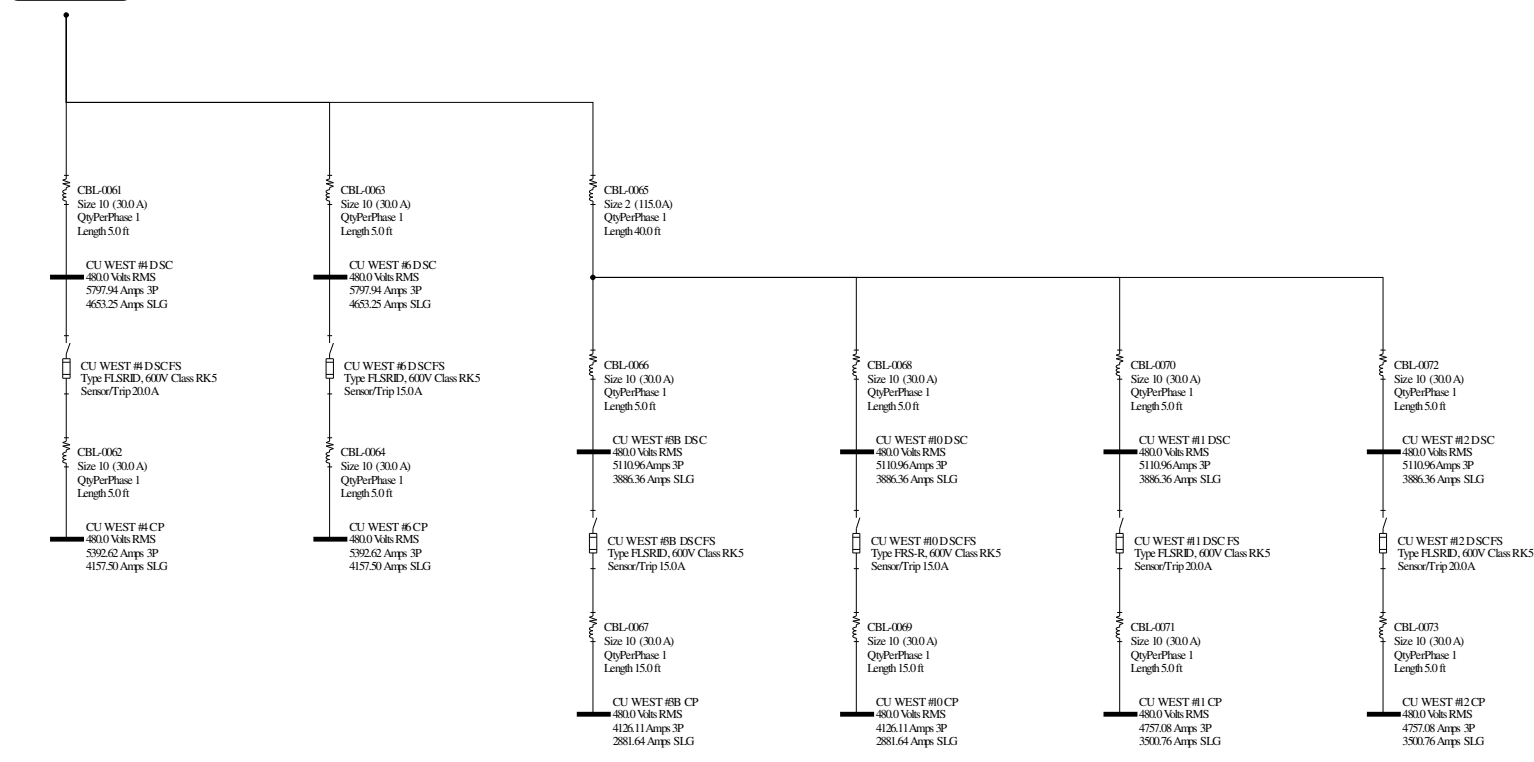 CBL-0061
Size 10 (30.0 A)
QtyPerPhase 1
Length 5.0 ft
CBL-0063
Size 10 (30.0 A)
QtyPerPhase 1
Length 5.0 ft
CBL-0065
Size 2 (115.0 A)
QtyPerPhase 1
Length 40.0 ft
CU WEST #4 DSC
480.0 Volts RMS
5797.94 Amps 3P
4653.25 Amps SLG
CU WEST #6 DSC
480.0 Volts RMS
5797.94 Amps 3P
4653.25 Amps SLG
CU WEST #4 DSC FS
Type FLSRID, 600V Class RK5
Sensor/Trip 20.0 A
CU WEST #6 DSC FS
Type FLSRID, 600V Class RK5
Sensor/Trip 15.0 A
CBL-0066
Size 10 (30.0 A)
QtyPerPhase 1
Length 5.0 ft
CBL-0068
Size 10 (30.0 A)
QtyPerPhase 1
Length 5.0 ft
CBL-0070
Size 10 (30.0 A)
QtyPerPhase 1
Length 5.0 ft
CBL-0072
Size 10 (30.0 A)
QtyPerPhase 1
Length 5.0 ft
CBL-0062
Size 10 (30.0 A)
QtyPerPhase 1
Length 5.0 ft
CBL-0064
Size 10 (30.0 A)
QtyPerPhase 1
Length 5.0 ft
CU WEST #3B DSC
480.0 Volts RMS
5110.96 Amps 3P
3886.36 Amps SLG
CU WEST #10 DSC
480.0 Volts RMS
5110.96 Amps 3P
3886.36 Amps SLG
CU WEST #11 DSC
480.0 Volts RMS
5110.96 Amps 3P
3886.36 Amps SLG
CU WEST #12 DSC
480.0 Volts RMS
5110.96 Amps 3P
3886.36 Amps SLG
CU WEST #4 CP
480.0 Volts RMS
5392.62 Amps 3P
4157.50 Amps SLG
CU WEST #6 CP
480.0 Volts RMS
5392.62 Amps 3P
4157.50 Amps SLG
CU WEST #3B DSC FS
Type FLSRID, 600V Class RK5
Sensor/Trip 15.0 A
CU WEST #10 DSC FS
Type FRS-R, 600V Class RK5
Sensor/Trip 15.0 A
CU WEST #11 DSC FS
Type FLSRID, 600V Class RK5
Sensor/Trip 20.0 A
CU WEST #12 DSC FS
Type FLSRID, 600V Class RK5
Sensor/Trip 20.0 A
CBL-0067
Size 10 (30.0 A)
QtyPerPhase 1
Length 15.0 ft
CBL-0069
Size 10 (30.0 A)
QtyPerPhase 1
Length 15.0 ft
CBL-0071
Size 10 (30.0 A)
QtyPerPhase 1
Length 5.0 ft
CBL-0073
Size 10 (30.0 A)
QtyPerPhase 1
Length 5.0 ft
CU WEST #3B CP
480.0 Volts RMS
4126.11 Amps 3P
2881.64 Amps SLG
CU WEST #10 CP
480.0 Volts RMS
4126.11 Amps 3P
2881.64 Amps SLG
CU WEST #11 CP
480.0 Volts RMS
4757.08 Amps 3P
3500.76 Amps SLG
CU WEST #12 CP
480.0 Volts RMS
4757.08 Amps 3P
3500.76 Amps SLG